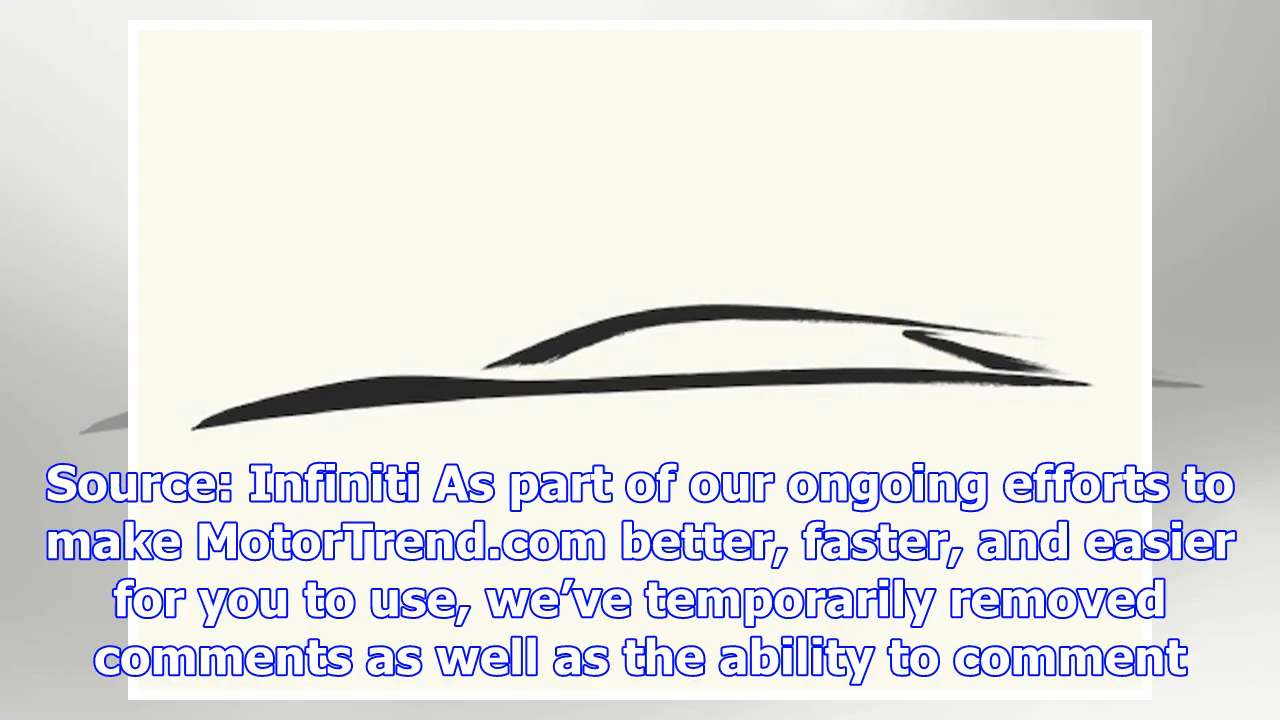 Source: Infiniti As part of our ongoing efforts to
make MotorTrend.com better, faster, and easier
for you to use, we’ve temporarily removed
comments as well as the ability to comment